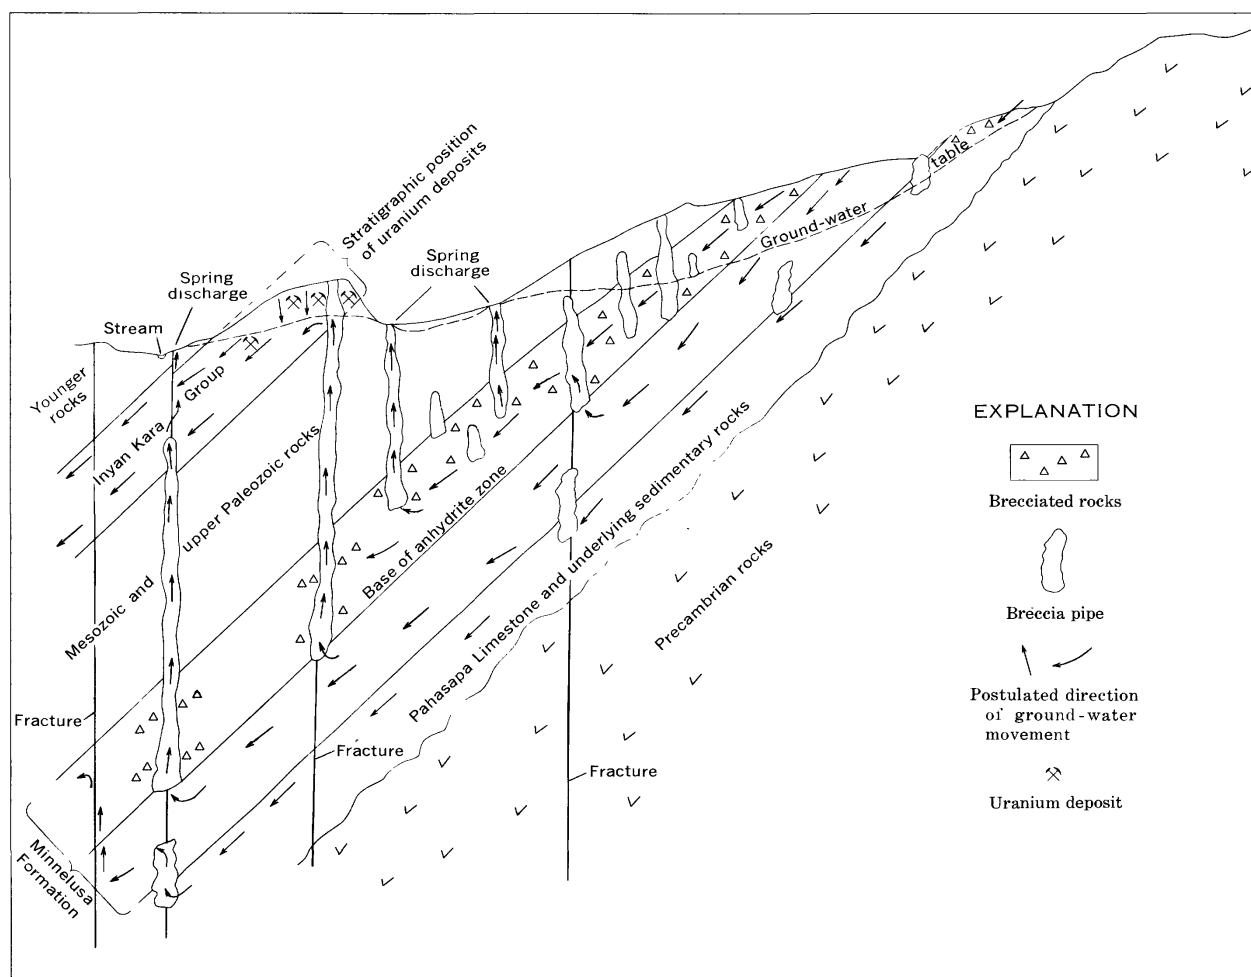 Stratigraphic position
of uranium deposits
Spring
discharge
Spring
discharge
Stream
table
Ground-water
Younger
rocks
Inyan Kara Group
Mesozoic and upper Paleozoic rocks
Base of anhydrite zone
Pahasapa Limestone and underlying sedimentary rocks
Precambrian rocks
Fracture
Fracture
Fracture
Minnelusa
Formation
EXPLANATION
Brecciated rocks
Breccia pipe
Postulated direction
of ground-water
movement
Uranium deposit